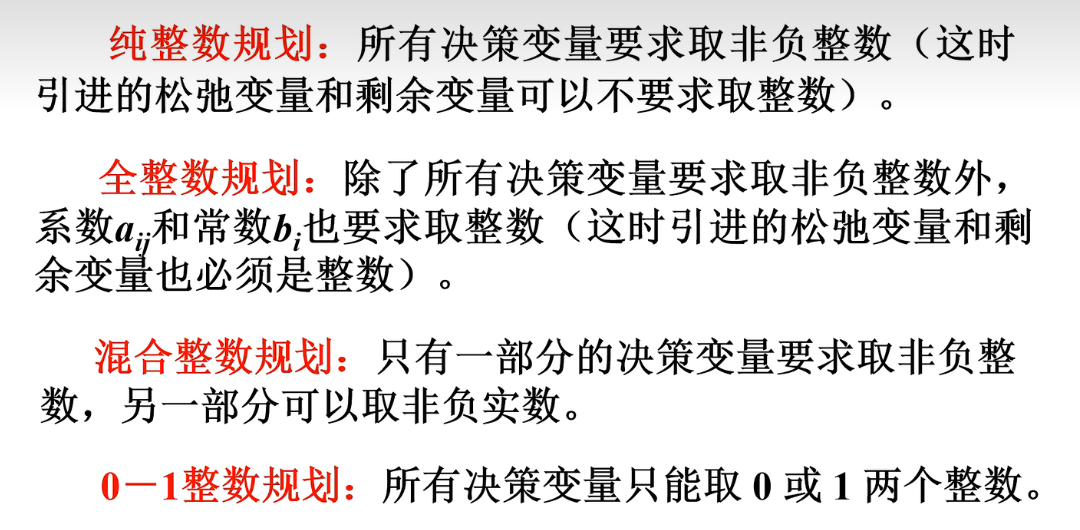 纯整数规划：所有决策变量要求取非负整数（这时
引进的松弛变量和剩余变量可以不要求取整数）。
全整数规划：除了所有决策变量要求取非负整数外，
系数aij和常数bi也要求取整数（这时引进的松弛变量和剩
余变量也必须是整数）。
混合整数规划：只有一部分的决策变量要求取非负整
数，另一部分可以取非负实数。
0－1整数规划：所有决策变量只能取 0 或 1 两个整数。